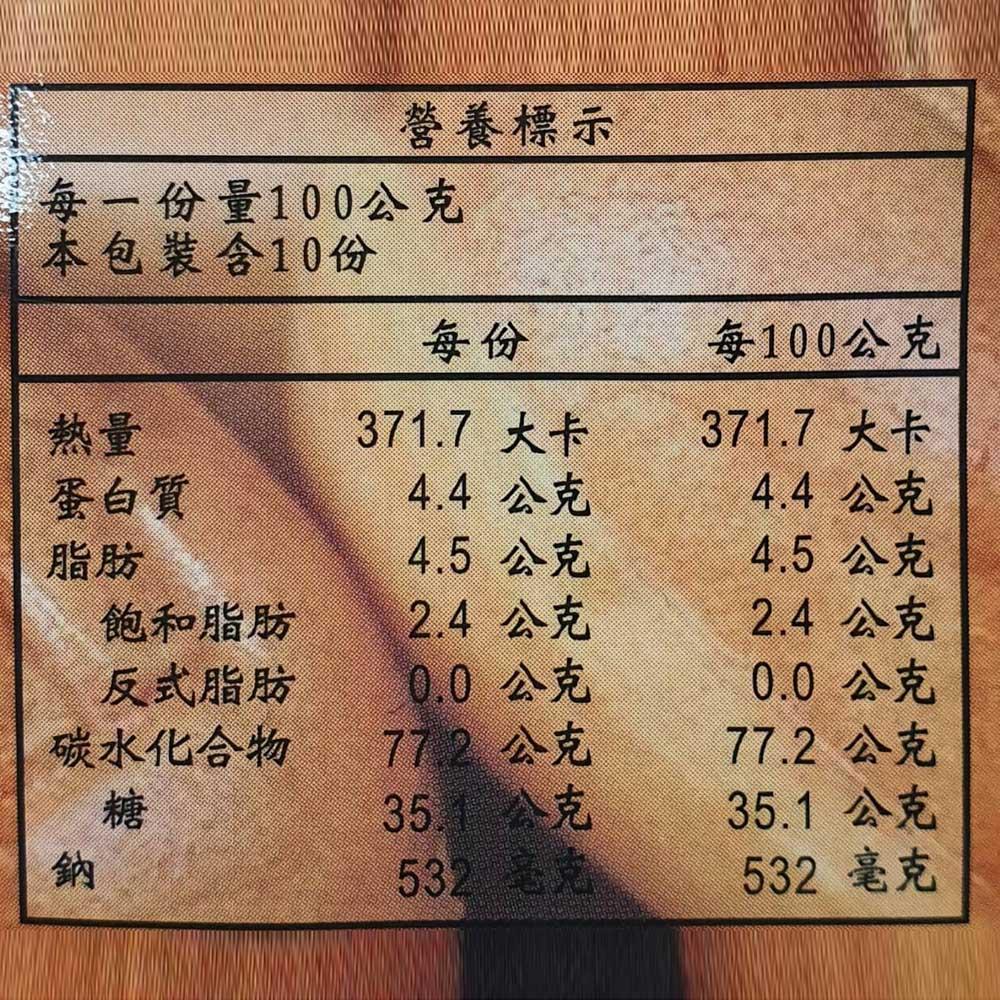 營養標示
每一份量100公克
本包裝含10份
每份 每100公克
熱量 371.7 大卡 371.7 大卡
蛋白質 4.4 公克 4.4 公克
脂肪 4.5 公克 4.5 公克
飽和脂肪 2.4 公克 2.4 公克
反式脂肪 0.0 公克 0.0 公克
碳水化合物 77.2 公克 77.2 公克
糖 35.1 公克 35.1 公克
鈉 532 毫克 532 毫克